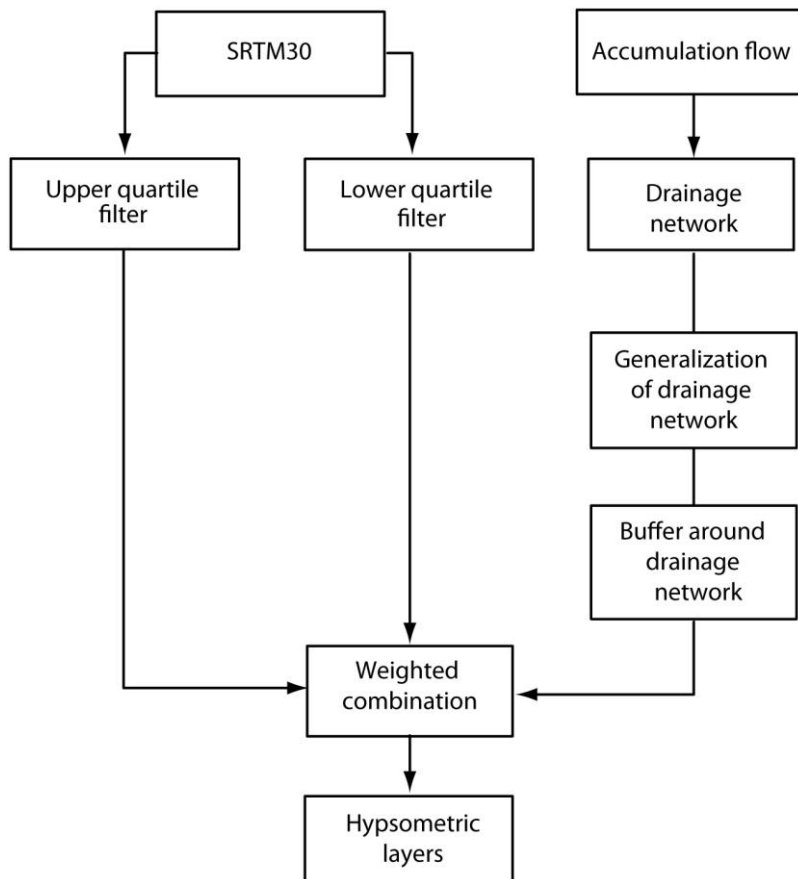 SRTM30
Accumulation flow
Upper quartile
filter
Lower quartile
filter
Drainage
network
Generalization
of drainage
network
Buffer around
drainage
network
Weighted
combination
Hypsometric
layers